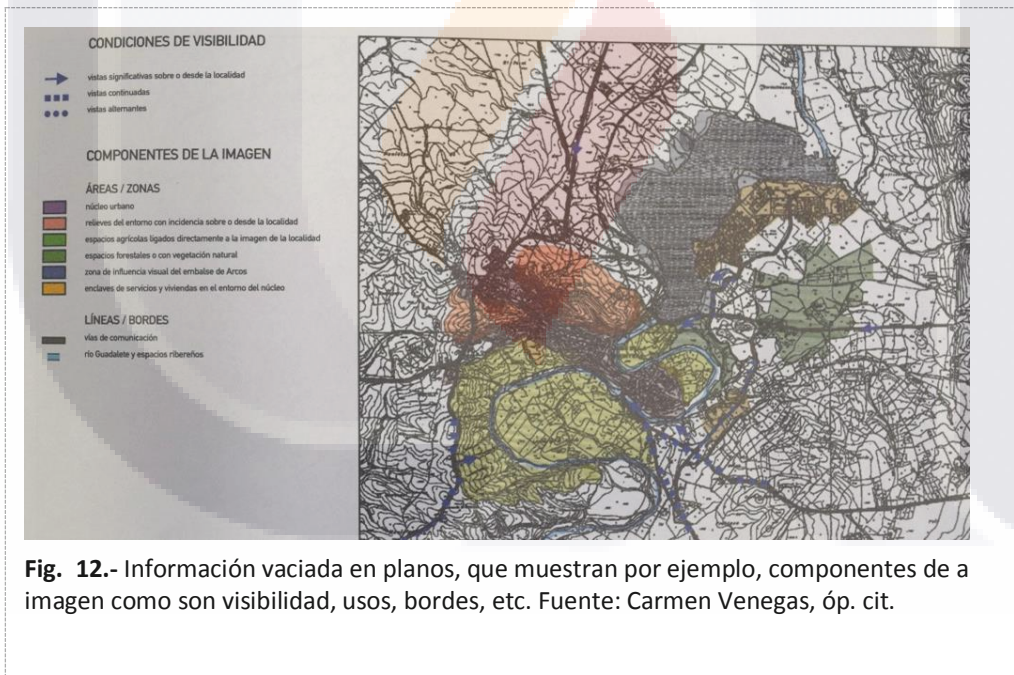 CONDICIONES DE VISIBILIDAD
vistas significativas sobre o desde la localidad
vistas continuadas
vistas alternantes
COMPONENTES DE LA IMAGEN
ÁREAS / ZONAS
núcleo urbano
relieves del entorno con incidencia sobre o desde la localidad
espacios agrícolas ligados directamente a la imagen de la localidad
espacios forestales o con vegetación natural
zona de influencia visual del embalse de Arcos
enclaves de servicios y viviendas en el entorno del núcleo
LÍNEAS / BORDES
vías de comunicación
río Guadalete y espacios ribereños
Fig. 12.- Información vaciada en planos, que muestran por ejemplo, componentes de a
imagen como son visibilidad, usos, bordes, etc. Fuente: Carmen Venegas, óp. cit.